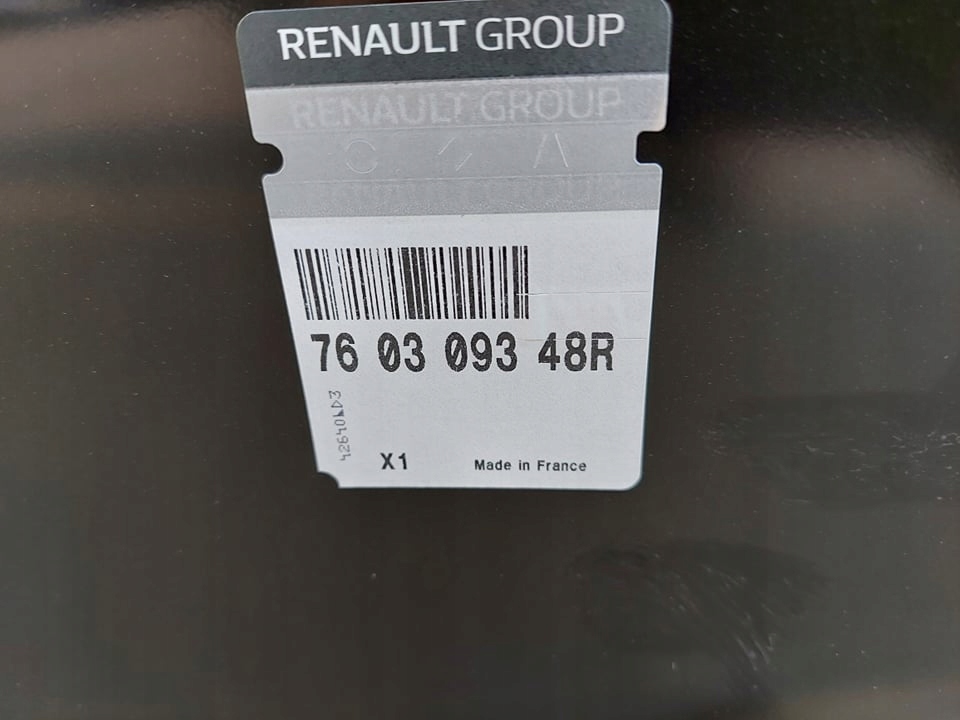 RENAULT GROUP
RENAULT GROUP
76 03 093 48R
X1
Made in France